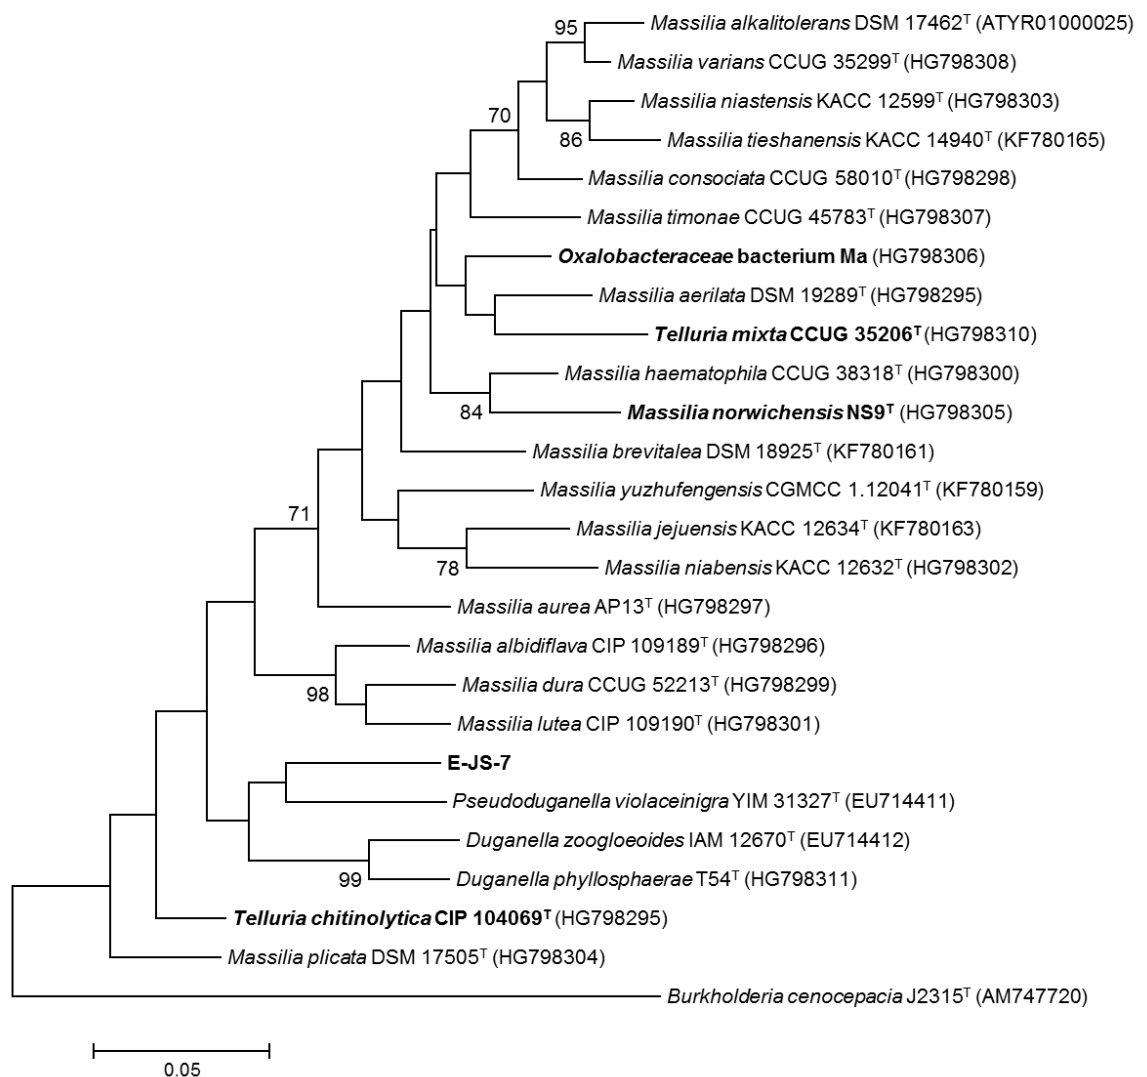 95
Massilia alkalitolerans DSM 17462ᵀ (ATYR01000025)
Massilia varians CCUG 35299ᵀ (HG798308)
Massilia niastensis KACC 12599ᵀ (HG798303)
70
86
Massilia tieshanensis KACC 14940ᵀ (KF780165)
Massilia consociata CCUG 58010ᵀ (HG798298)
Massilia timonae CCUG 45783ᵀ (HG798307)
Oxalobacteraceae bacterium Ma (HG798306)
Massilia aerilata DSM 19289ᵀ (HG798295)
Telluria mixta CCUG 35206ᵀ (HG798310)
Massilia haematophila CCUG 38318ᵀ (HG798300)
84
Massilia norwichensis NS9ᵀ (HG798305)
Massilia brevitalea DSM 18925ᵀ (KF780161)
Massilia yuzhufengensis CGMCC 1.12041ᵀ (KF780159)
71
Massilia jejuensis KACC 12634ᵀ (KF780163)
78
Massilia niabensis KACC 12632ᵀ (HG798302)
Massilia aurea AP13ᵀ (HG798297)
Massilia albidiflava CIP 109189ᵀ (HG798296)
98
Massilia dura CCUG 52213ᵀ (HG798299)
Massilia lutea CIP 109190ᵀ (HG798301)
E-JS-7
Pseudoduganella violaceinigra YIM 31327ᵀ (EU714411)
Duganella zoogloeoides IAM 12670ᵀ (EU714412)
99
Duganella phyllosphaerae T54ᵀ (HG798311)
Telluria chitinolytica CIP 104069ᵀ (HG798295)
Massilia plicata DSM 17505ᵀ (HG798304)
Burkholderia cenocepacia J2315ᵀ (AM747720)
0.05